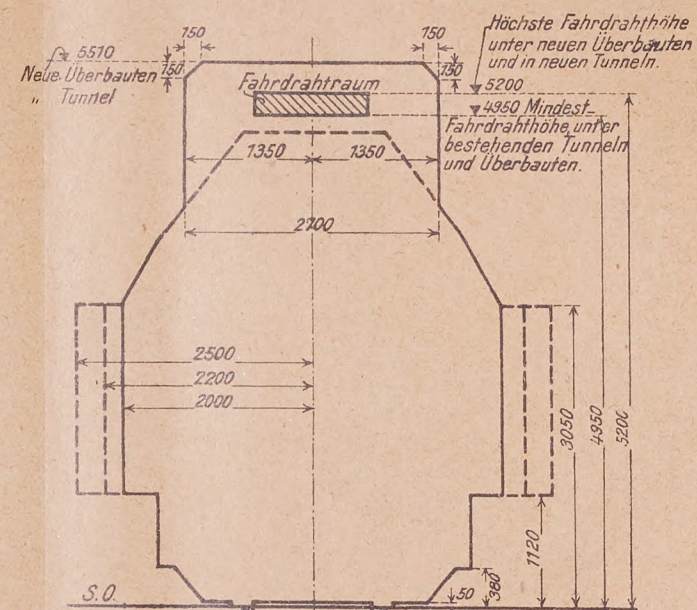 150
150
Höchste Fahrdrahthöhe
unter neuen Überbauten
und in neuen Tunneln.
5510
Neue Überbauten
" Tunnel
150
150
Fahrdrahtraum
5200
4950 Mindest-
Fahrdrahthöhe unter
bestehenden Tunneln
und Überbauten.
1350
1350
2700
2500
2200
2000
3050
4950
5200
1120
S.O.
50
380